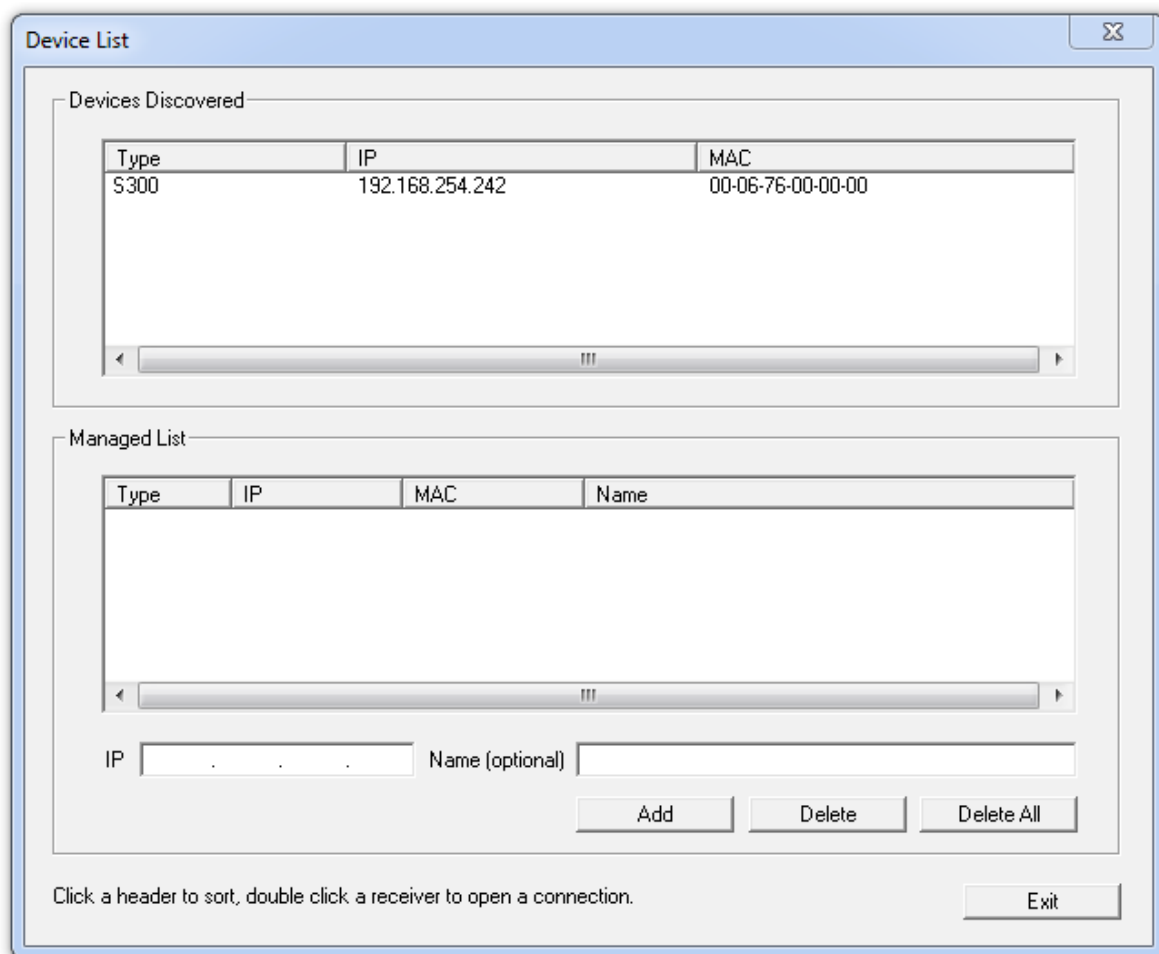 Device List
Devices Discovered
Type IP MAC
S300 192.168.254.242 00-06-76-00-00-00
Managed List
Type IP MAC Name
IP . . . Name (optional)
Add Delete Delete All
Click a header to sort, double click a receiver to open a connection.
Exit